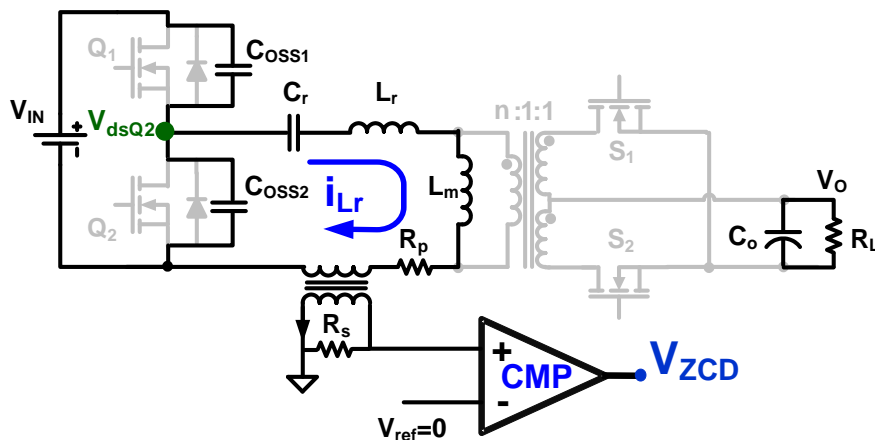 Q1
COSS1
Cr
Lr
n:1:1
VIN
+
-
VdsQ2
S1
COSS2
iLr
Lm
VO
Q2
Rp
S2
Co
RL
Rs
+
CMP
-
VZCD
Vref=0